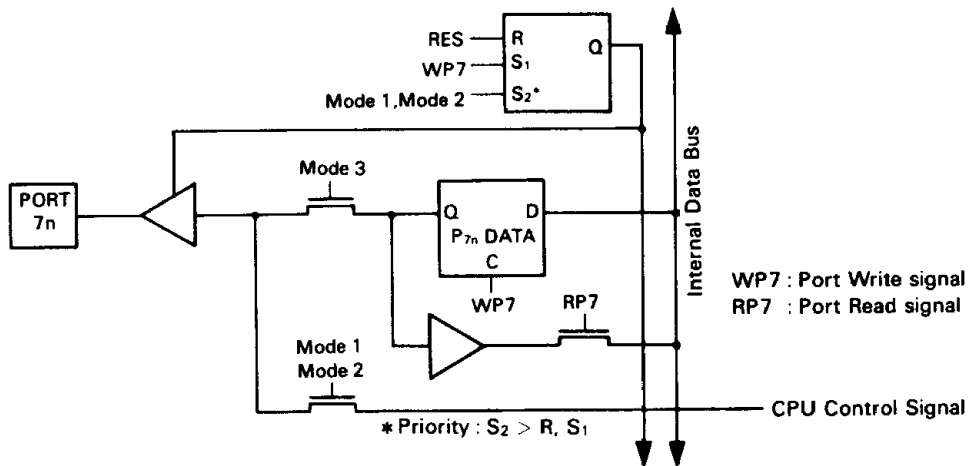 RES
R
Q
WP7
S₁
Mode 1, Mode 2
S₂*
Mode 3
PORT
7n
Q
D
P₇ₙ DATA
C
WP7
RP7
Internal Data Bus
WP7 : Port Write signal
RP7 : Port Read signal
Mode 1
Mode 2
CPU Control Signal
* Priority : S₂ > R, S₁